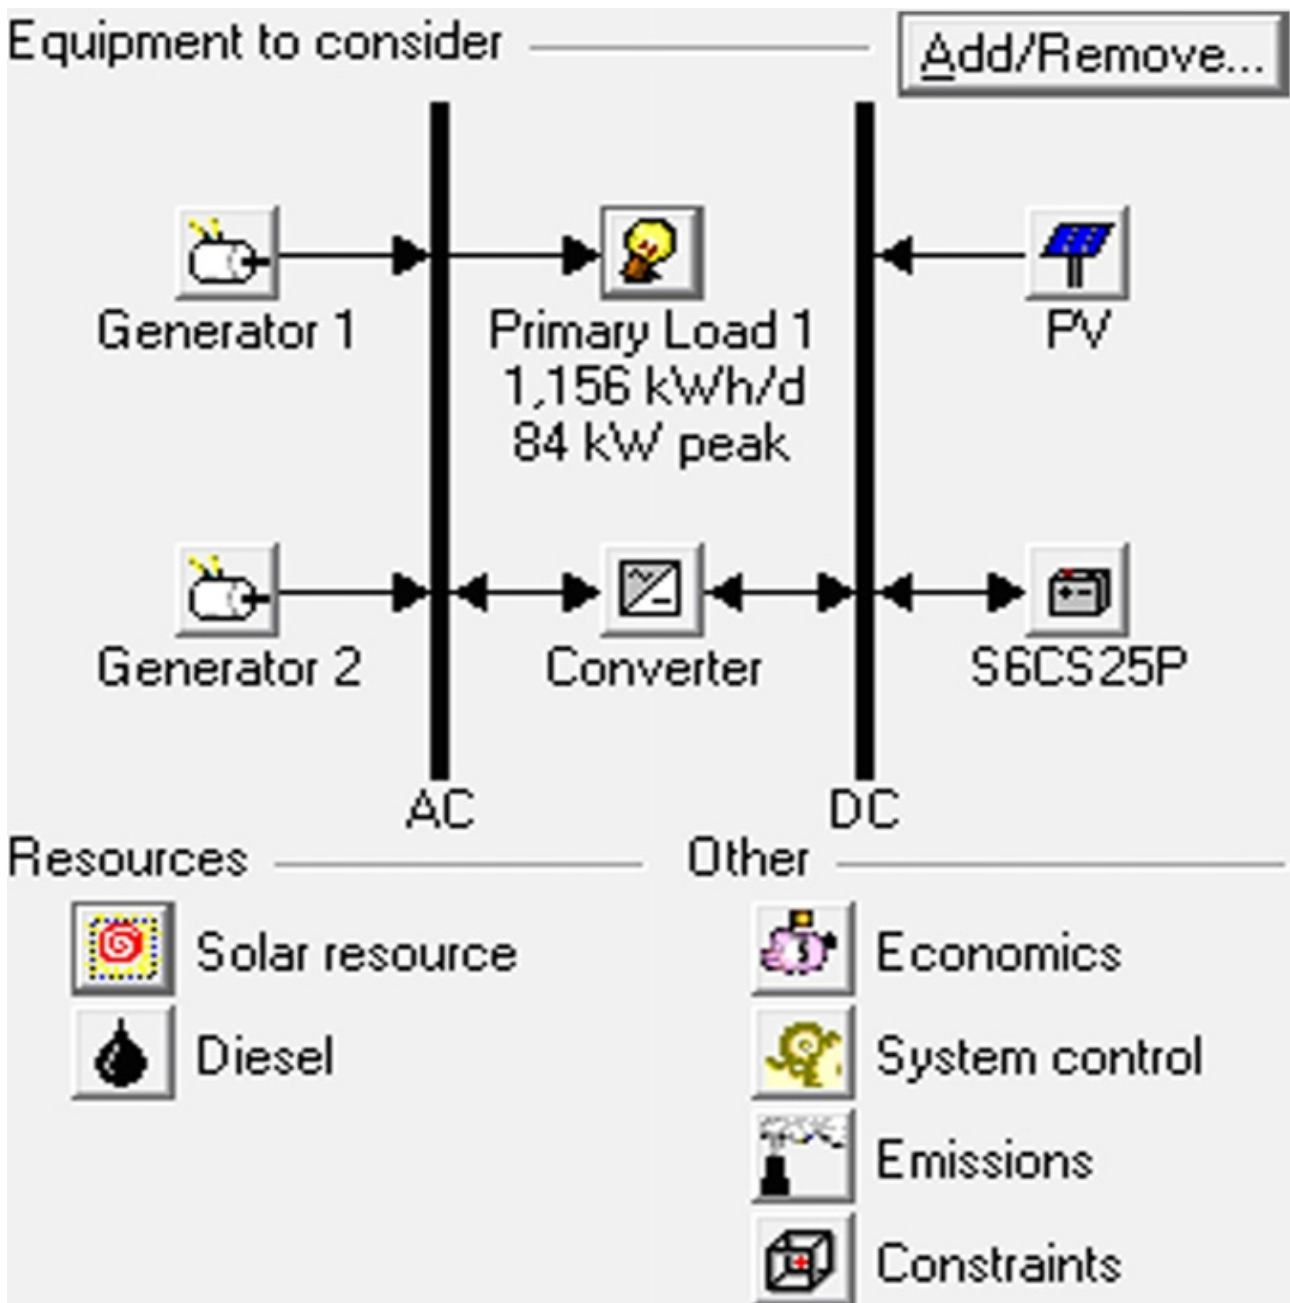 Equipment to consider
Add/Remove...
Generator 1
Primary Load 1
1,156 kWh/d
84 kW peak
PV
Generator 2
Converter
S6CS25P
AC
DC
Resources
Other
Solar resource
Economics
Diesel
System control
Emissions
Constraints